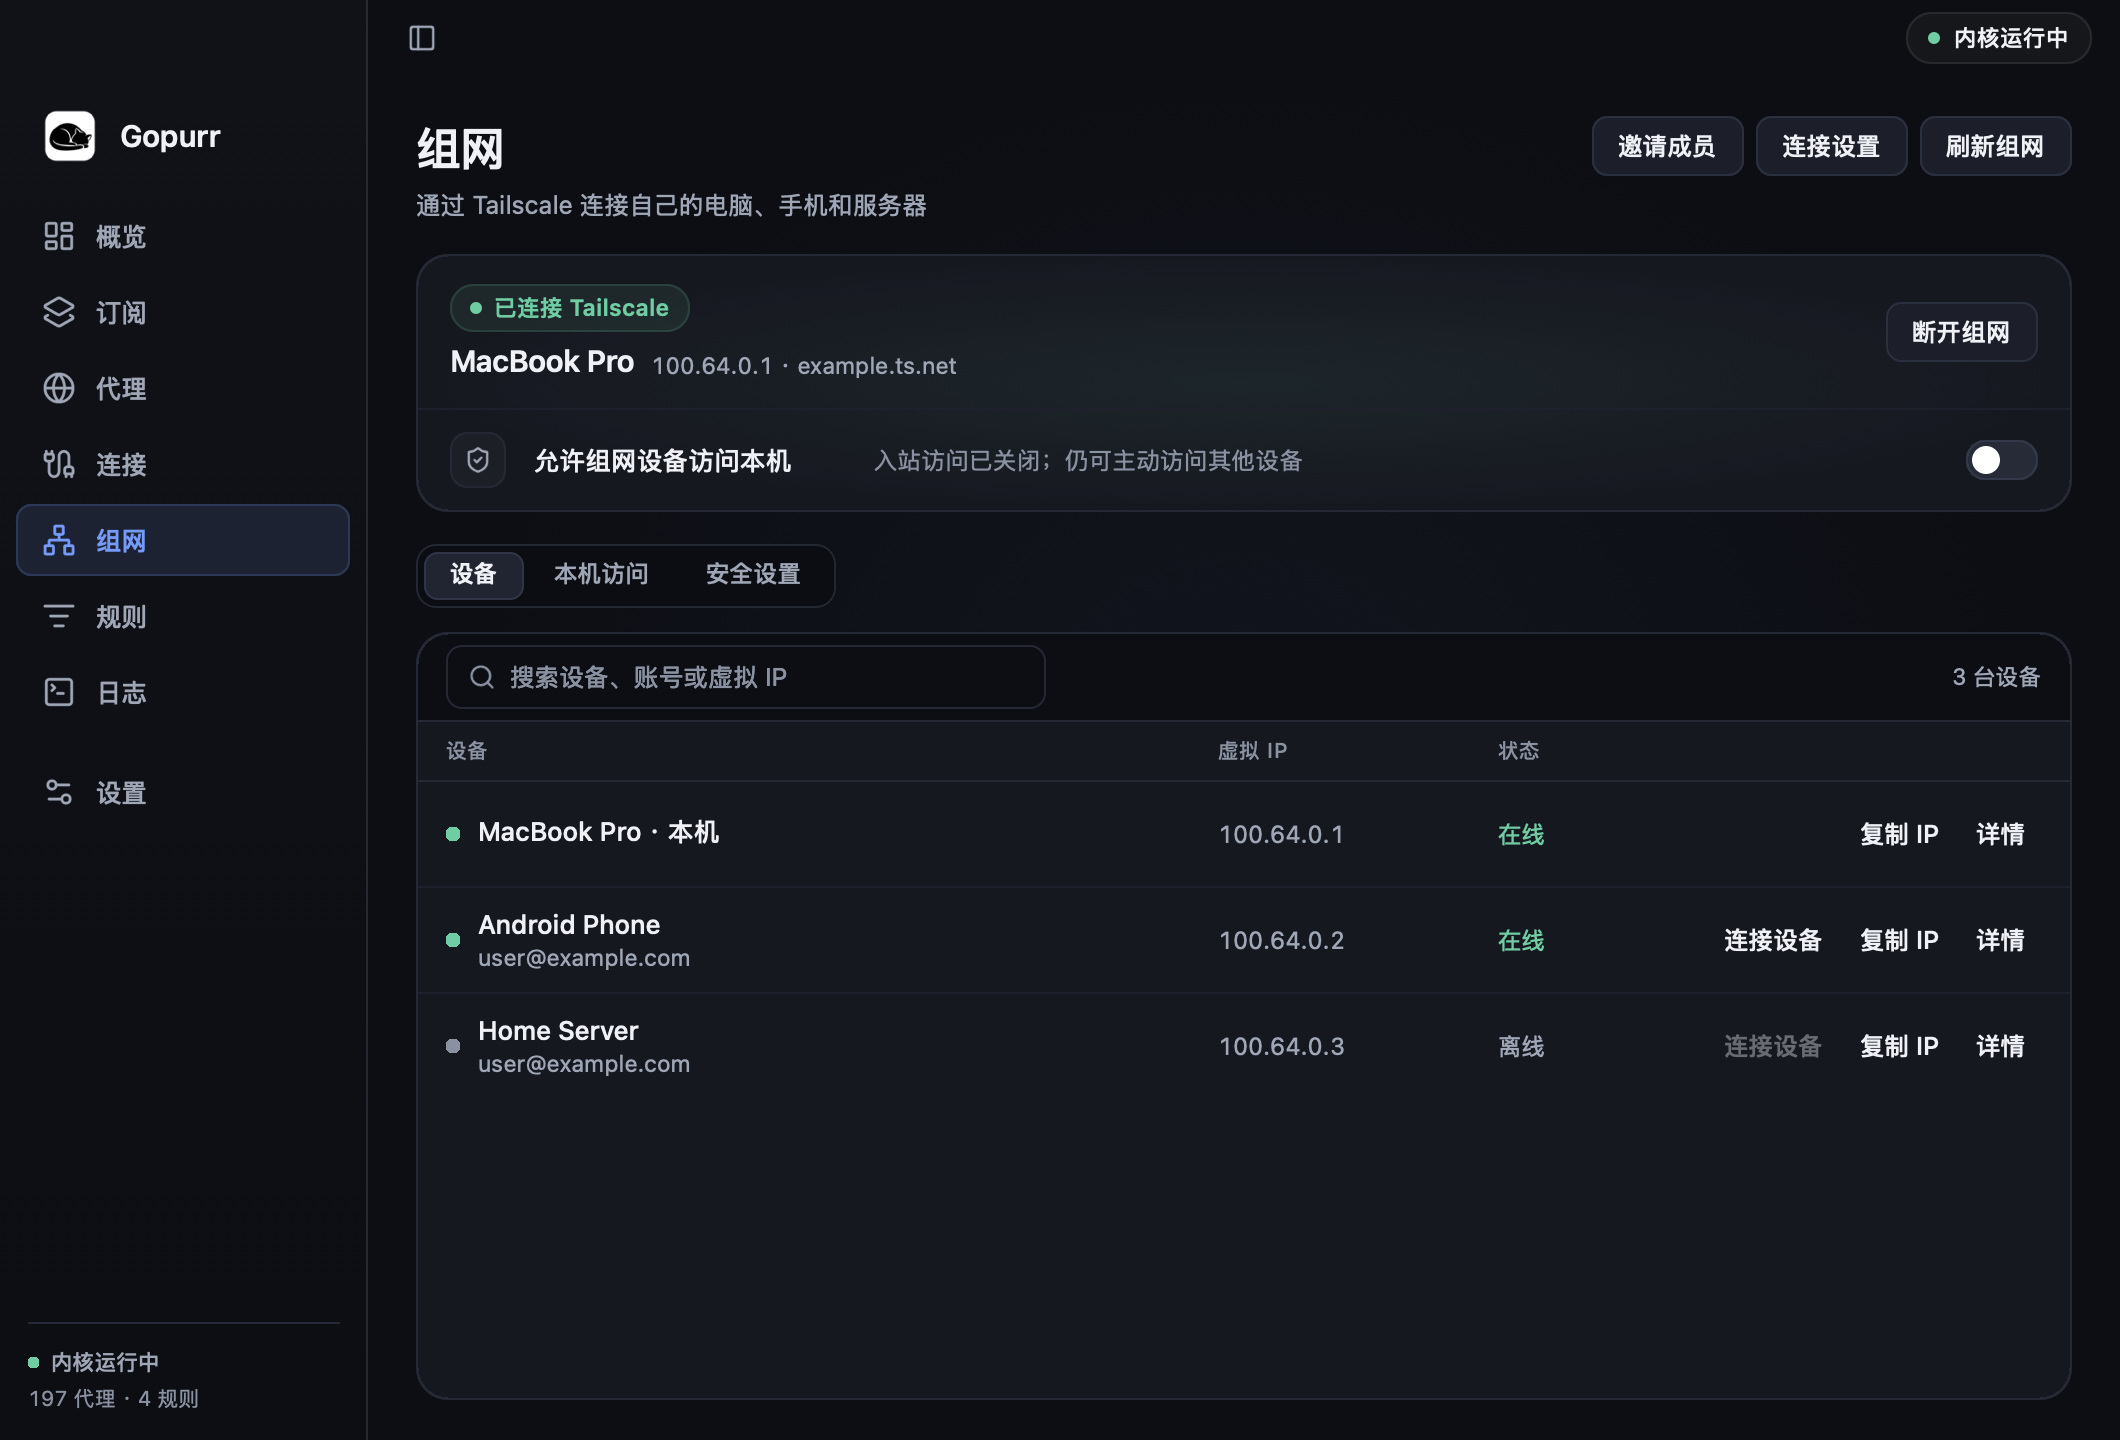 内核运行中
Gopurr
概览
订阅
代理
连接
组网
规则
日志
设置
内核运行中
197 代理 · 4 规则
组网
通过 Tailscale 连接自己的电脑、手机和服务器
邀请成员 连接设置 刷新组网
已连接 Tailscale
MacBook Pro 100.64.0.1 · example.ts.net
断开组网
允许组网设备访问本机 入站访问已关闭；仍可主动访问其他设备
设备 本机访问 安全设置
搜索设备、账号或虚拟 IP 3 台设备
设备 虚拟 IP 状态
MacBook Pro · 本机 100.64.0.1 在线 复制 IP 详情
Android Phone
user@example.com
100.64.0.2 在线 连接设备 复制 IP 详情
Home Server
user@example.com
100.64.0.3 离线 连接设备 复制 IP 详情